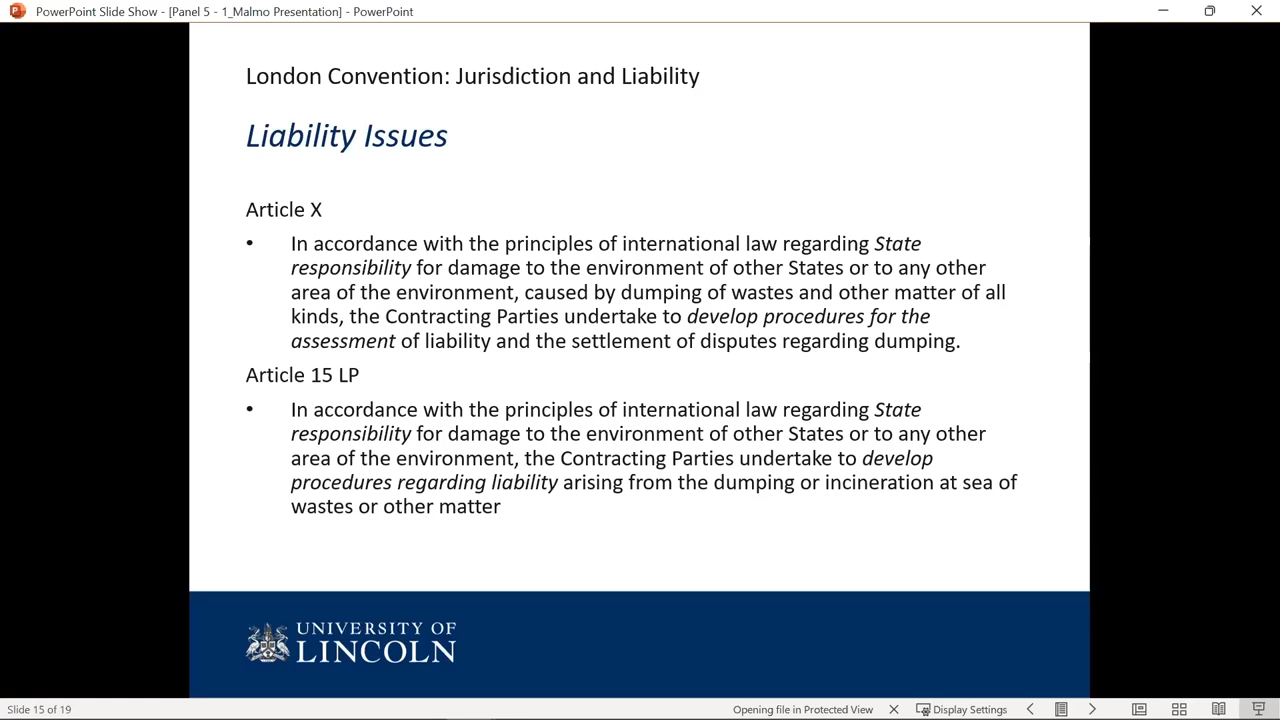 PowerPoint Slide Show - [Panel 5 - 1_Malmo Presentation] - PowerPoint
London Convention: Jurisdiction and Liability
Liability Issues
Article X
• In accordance with the principles of international law regarding State
responsibility for damage to the environment of other States or to any other
area of the environment, caused by dumping of wastes and other matter of all
kinds, the Contracting Parties undertake to develop procedures for the
assessment of liability and the settlement of disputes regarding dumping.
Article 15 LP
• In accordance with the principles of international law regarding State
responsibility for damage to the environment of other States or to any other
area of the environment, the Contracting Parties undertake to develop
procedures regarding liability arising from the dumping or incineration at sea of
wastes or other matter
UNIVERSITY OF
LINCOLN
Slide 15 of 19
Opening file in Protected View
Display Settings